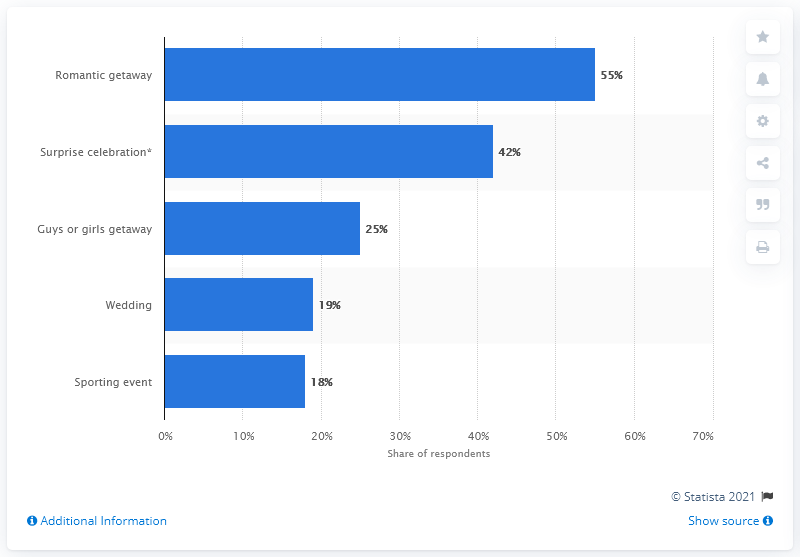 Romantic getaway 55%
Surprise celebration* 42%
Guys or girls getaway 25%
Wedding 19%
Sporting event 18%
0% 10% 20% 30% 40% 50% 60% 70%
Share of respondents
© Statista 2021
Additional Information Show source